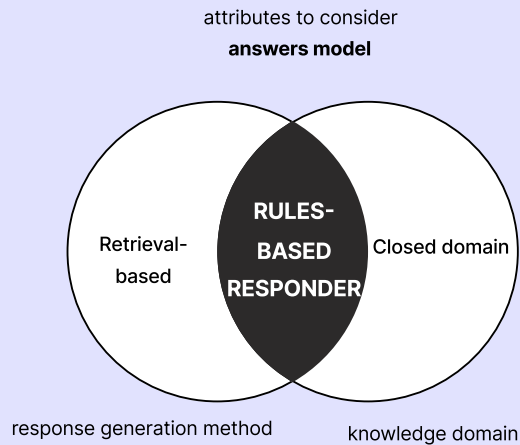 attributes to consider
answers model
RULES-
BASED
RESPONDER
Retrieval-
based
Closed domain
response generation method
knowledge domain